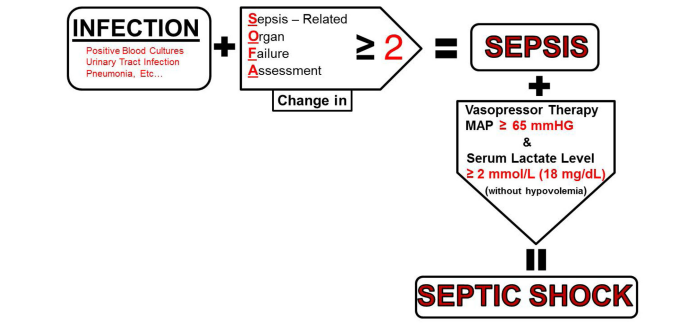 INFECTION
Positive Blood Cultures
Urinary Tract Infection
Pneumonia, Etc...
+
Sepsis – Related
Organ
Failure
Assessment
≥ 2
Change in
=
SEPSIS
+
Vasopressor Therapy
MAP ≥ 65 mmHG
&
Serum Lactate Level
≥ 2 mmol/L (18 mg/dL)
(without hypovolemia)
=
SEPTIC SHOCK